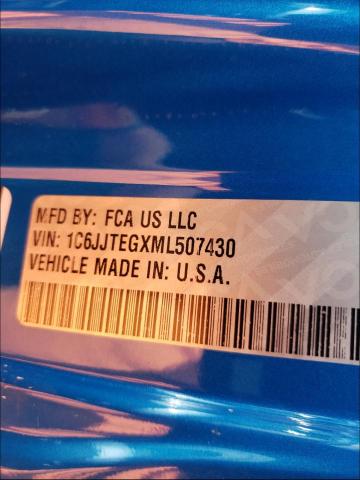 MFD BY: FCA US LLC
VIN: 1C6JJTEGXML507430
VEHICLE MADE IN: U.S.A.